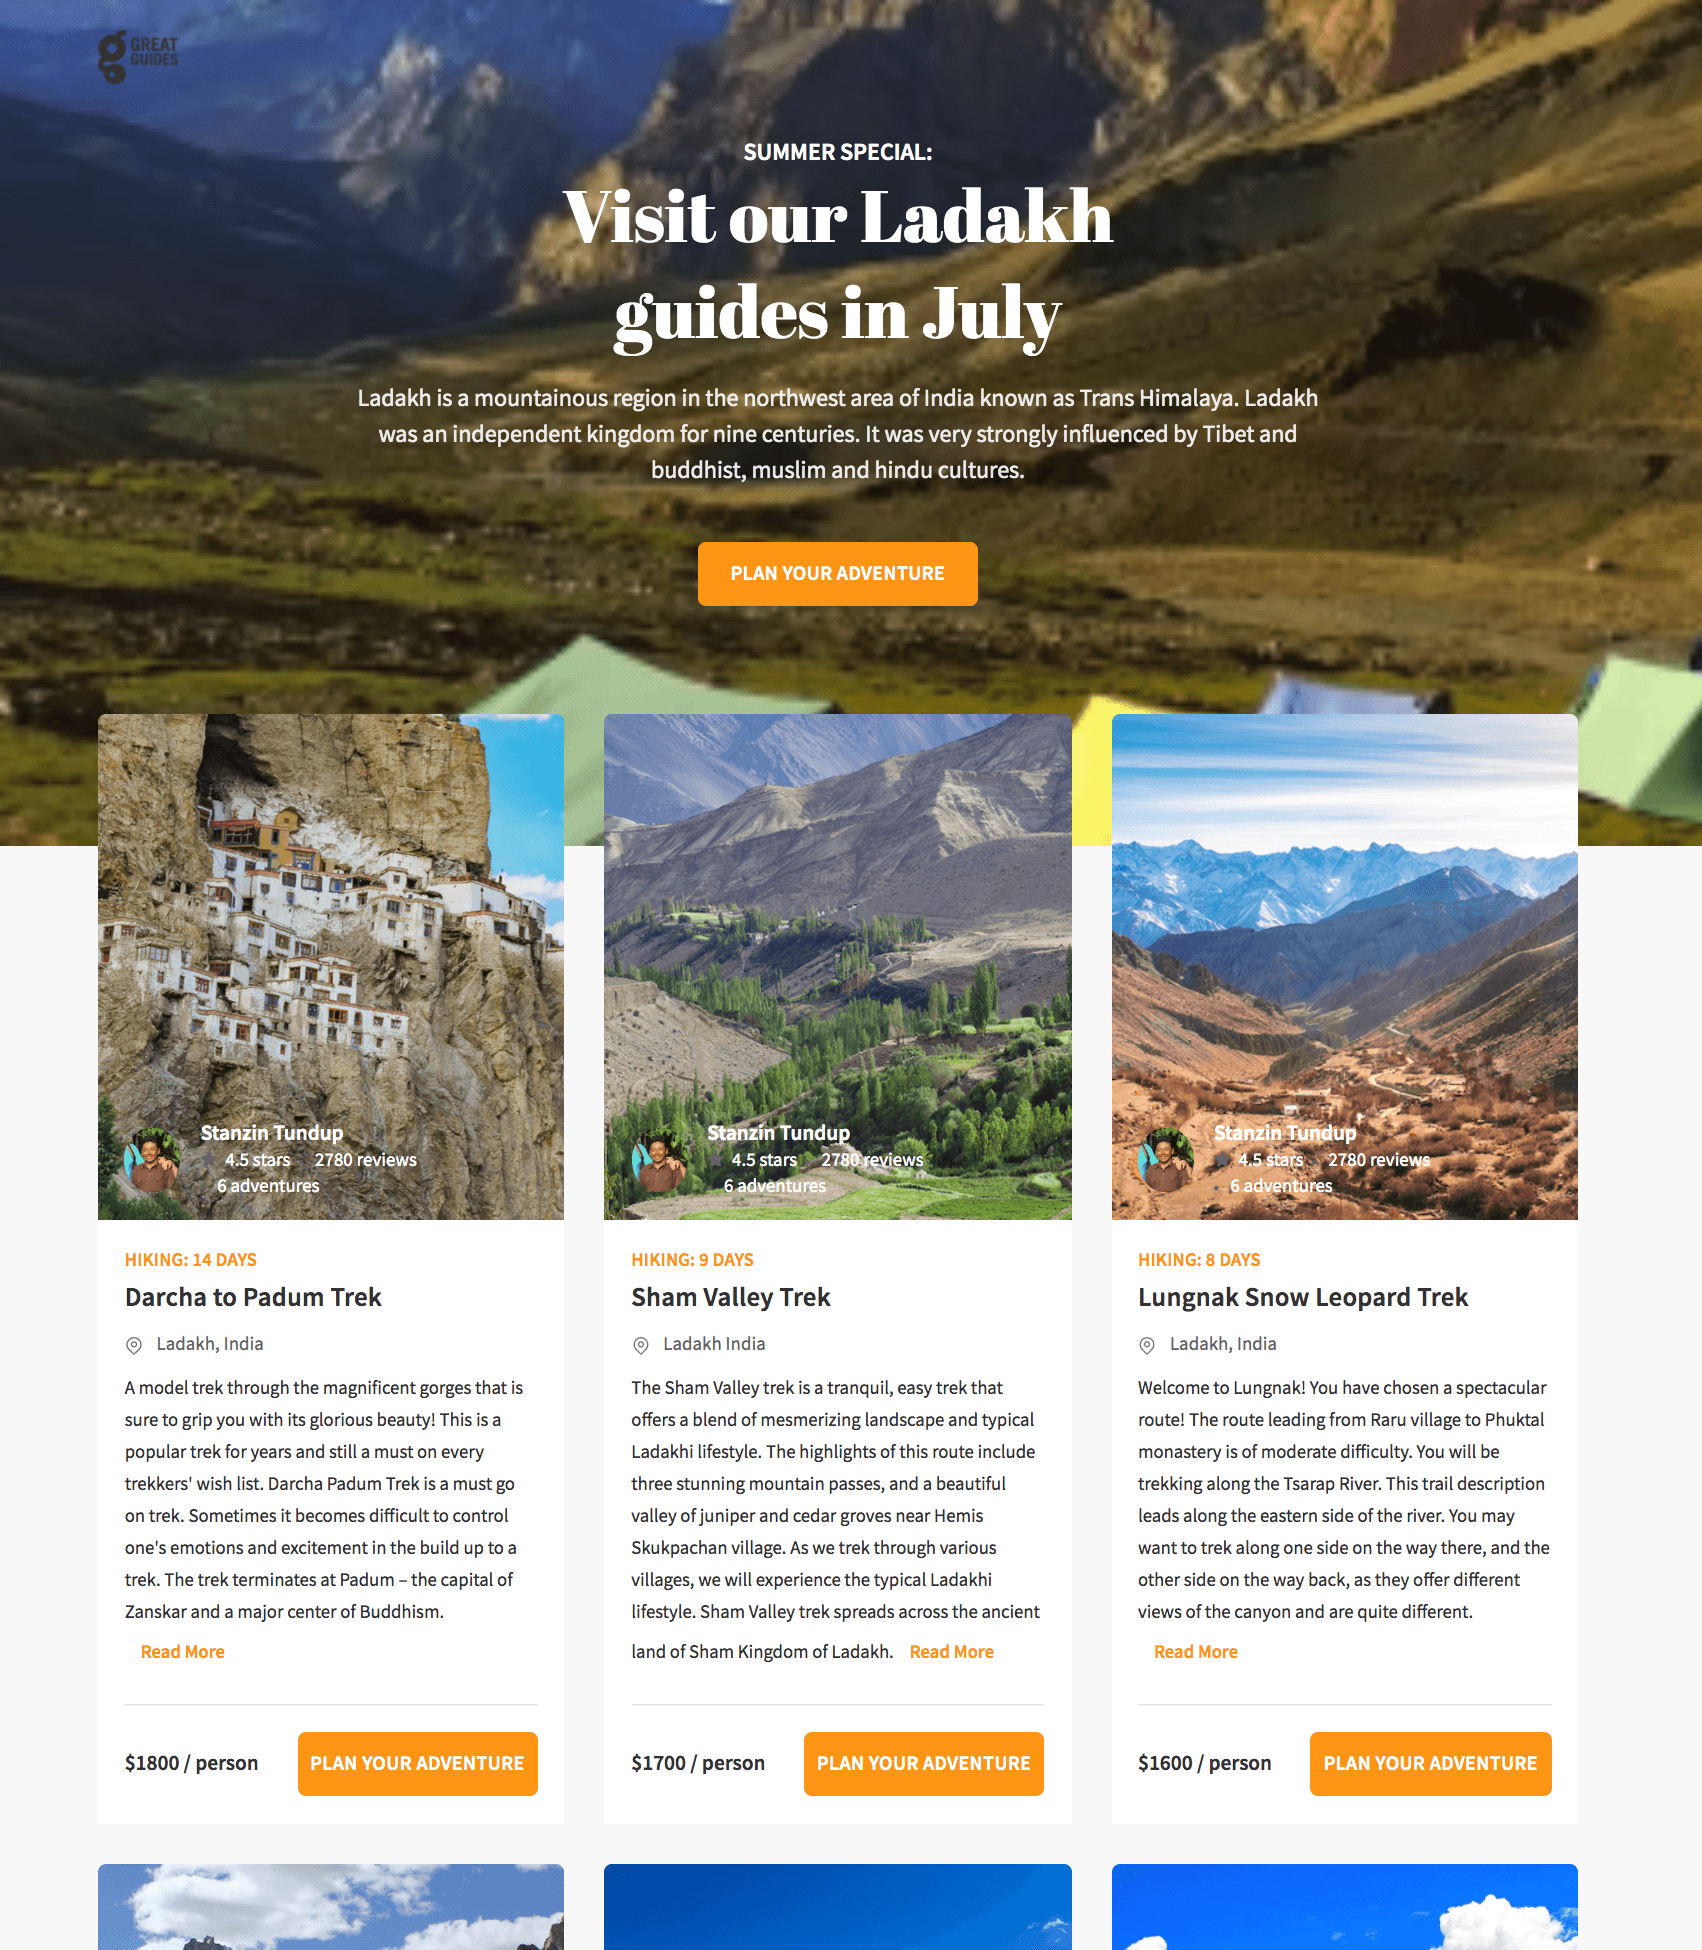 GREAT
GUIDES
SUMMER SPECIAL:
Visit our Ladakh
guides in July
Ladakh is a mountainous region in the northwest area of India known as Trans Himalaya. Ladakh
was an independent kingdom for nine centuries. It was very strongly influenced by Tibet and
buddhist, muslim and hindu cultures.
PLAN YOUR ADVENTURE
Stanzin Tundup
4.5 stars 2780 reviews
6 adventures
HIKING: 14 DAYS
Darcha to Padum Trek
Ladakh, India
A model trek through the magnificent gorges that is
sure to grip you with its glorious beauty! This is a
popular trek for years and still a must on every
trekkers' wish list. Darcha Padum Trek is a must go
on trek. Sometimes it becomes difficult to control
one's emotions and excitement in the build up to a
trek. The trek terminates at Padum – the capital of
Zanskar and a major center of Buddhism.
Read More
$1800 / person
PLAN YOUR ADVENTURE
Stanzin Tundup
4.5 stars 2780 reviews
6 adventures
HIKING: 9 DAYS
Sham Valley Trek
Ladakh India
The Sham Valley trek is a tranquil, easy trek that
offers a blend of mesmerizing landscape and typical
Ladakhi lifestyle. The highlights of this route include
three stunning mountain passes, and a beautiful
valley of juniper and cedar groves near Hemis
Skukpachan village. As we trek through various
villages, we will experience the typical Ladakhi
lifestyle. Sham Valley trek spreads across the ancient
land of Sham Kingdom of Ladakh. Read More
$1700 / person
PLAN YOUR ADVENTURE
Stanzin Tundup
4.5 stars 2780 reviews
6 adventures
HIKING: 8 DAYS
Lungnak Snow Leopard Trek
Ladakh, India
Welcome to Lungnak! You have chosen a spectacular
route! The route leading from Raru village to Phuktal
monastery is of moderate difficulty. You will be
trekking along the Tsarap River. This trail description
leads along the eastern side of the river. You may
want to trek along one side on the way there, and the
other side on the way back, as they offer different
views of the canyon and are quite different.
Read More
$1600 / person
PLAN YOUR ADVENTURE